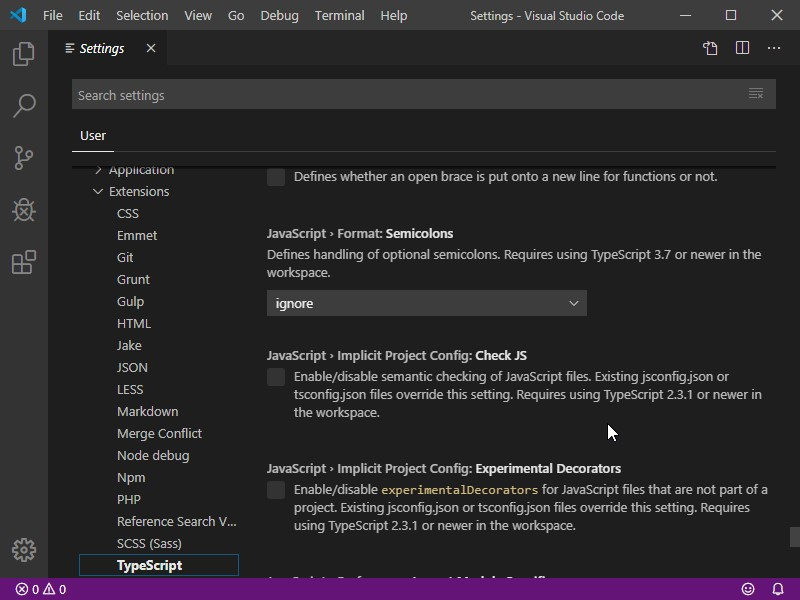 File Edit Selection View Go Debug Terminal Help Settings - Visual Studio Code
Settings
Search settings
User
Application
Extensions
CSS
Emmet
Git
Grunt
Gulp
HTML
Jake
JSON
LESS
Markdown
Merge Conflict
Node debug
Npm
PHP
Reference Search V...
SCSS (Sass)
TypeScript
Defines whether an open brace is put onto a new line for functions or not.
JavaScript › Format: Semicolons
Defines handling of optional semicolons. Requires using TypeScript 3.7 or newer in the
workspace.
ignore
JavaScript › Implicit Project Config: Check JS
Enable/disable semantic checking of JavaScript files. Existing jsconfig.json or
tsconfig.json files override this setting. Requires using TypeScript 2.3.1 or newer in
the workspace.
JavaScript › Implicit Project Config: Experimental Decorators
Enable/disable experimentalDecorators for JavaScript files that are not part of a
project. Existing jsconfig.json or tsconfig.json files override this setting. Requires
using TypeScript 2.3.1 or newer in the workspace.
0 0